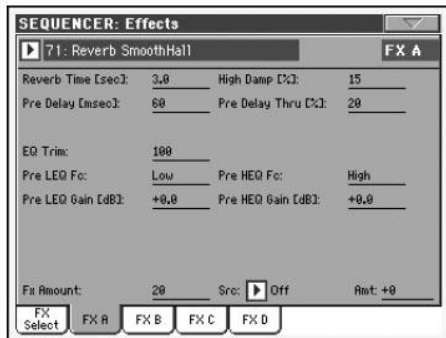 SEQUENCER: Effects
71: Reverb SmoothHall FX A
Reverb Time [sec]: 3.0 High Damp [%]: 15
Pre Delay [msec]: 60 Pre Delay Thru [%]: 20
EQ Trim: 100
Pre LEQ Fc: Low Pre HEQ Fc: High
Pre LEQ Gain [dB]: +0.0 Pre HEQ Gain [dB]: +0.0
Fx Amount: 20 Src: Off Amt: +0
FX Select FX A FX B FX C FX D